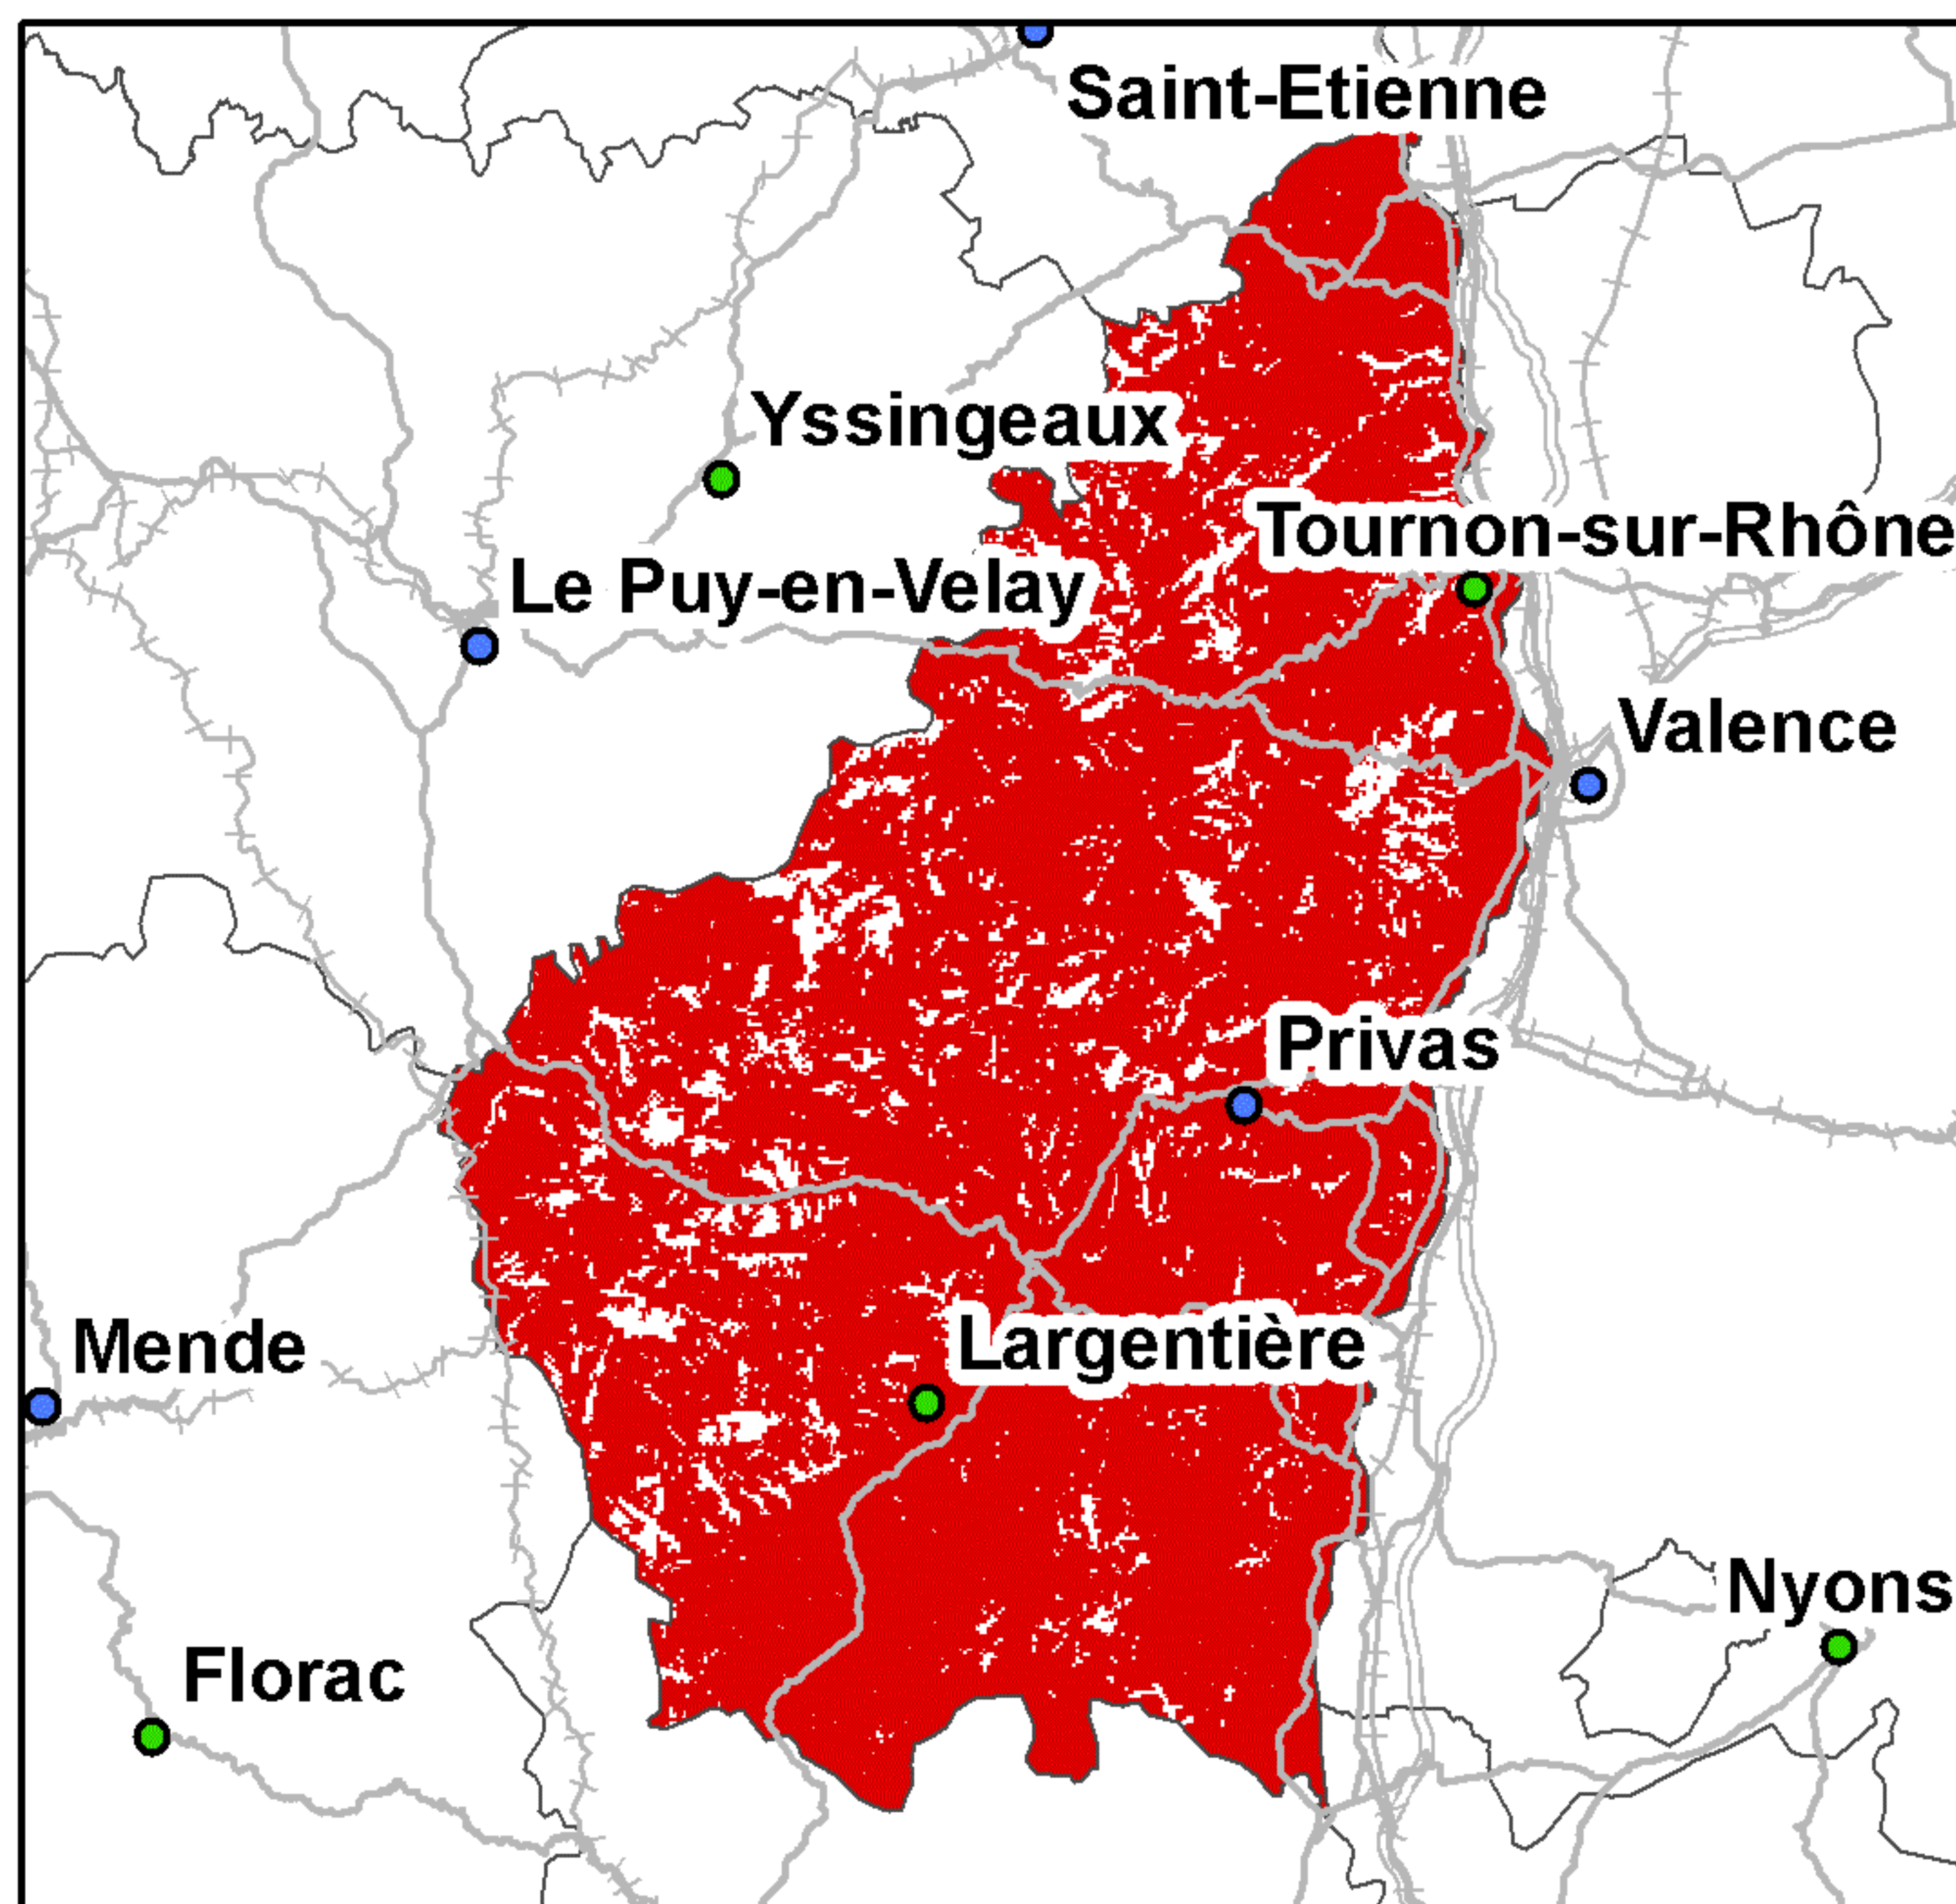 Saint-Etienne
Yssingeaux
Tournon-sur-Rhône
Le Puy-en-Velay
Valence
Privas
Mende
Largentière
Nyons
Florac